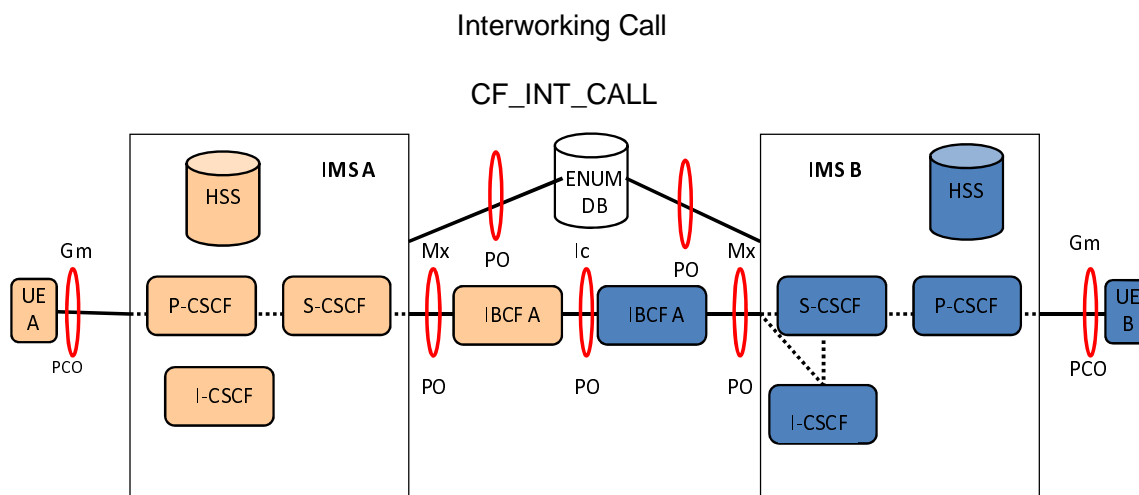 Interworking Call
CF_INT_CALL
IMS A
HSS
ENUM
DB
IMS B
HSS
Gm
Mx
PO
Ic
PO
Mx
Gm
UE
A
P-CSCF
S-CSCF
IBCF A
IBCF A
S-CSCF
P-CSCF
UE
B
PCO
PO
PO
PO
PCO
I-CSCF
I-CSCF